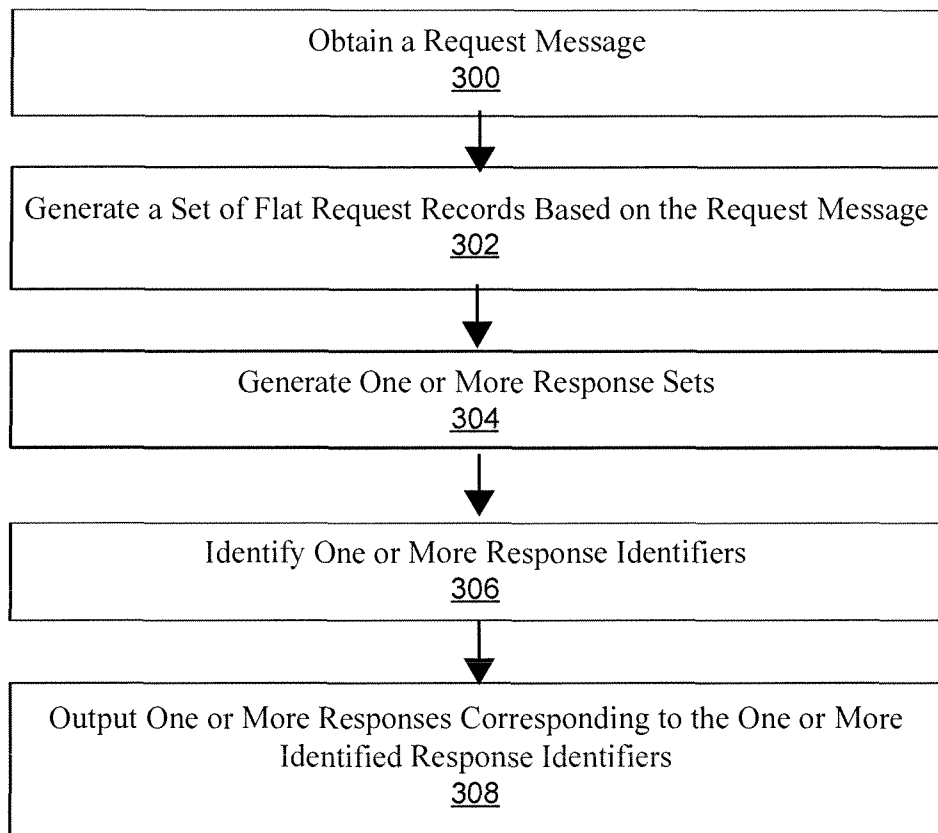 Obtain a Request Message
300
Generate a Set of Flat Request Records Based on the Request Message
302
Generate One or More Response Sets
304
Identify One or More Response Identifiers
306
Output One or More Responses Corresponding to the One or More
Identified Response Identifiers
308